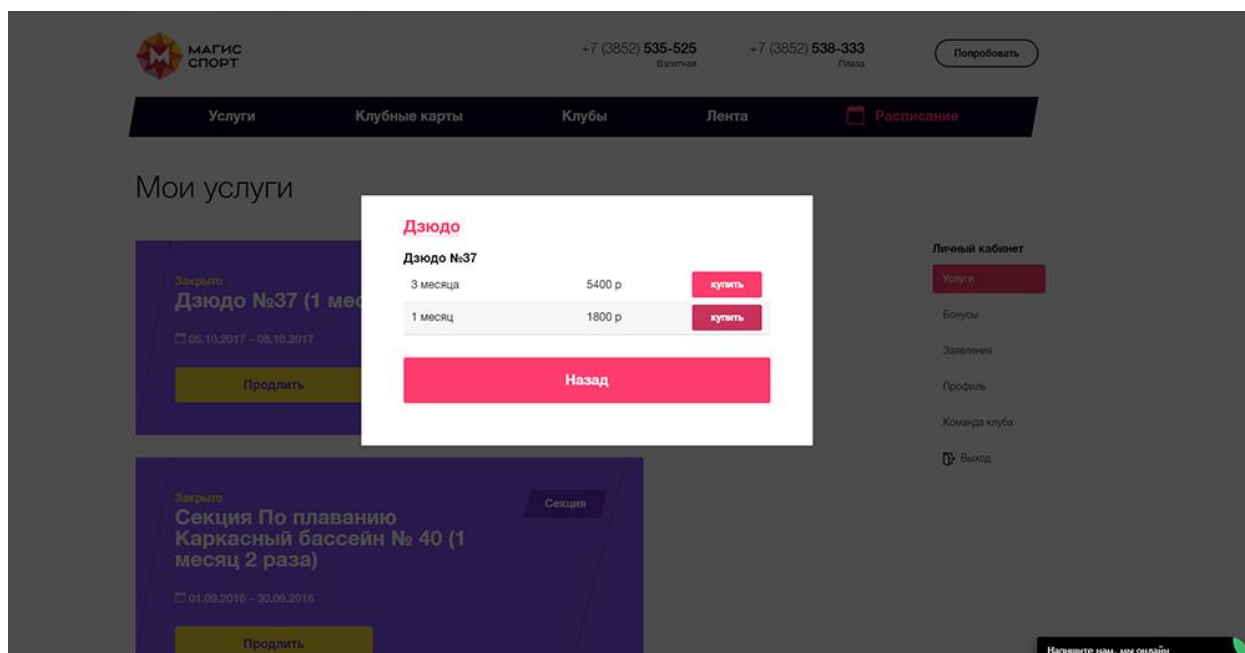 МАГИС
СПОРТ
+7 (3852) 535-525
Взлетная
+7 (3852) 538-333
Плаза
Попробовать
Услуги
Клубные карты
Клубы
Лента
Расписание
Мои услуги
Дзюдо
Дзюдо №37
3 месяца 5400 р купить
1 месяц 1800 р купить
Назад
Закрыто
Дзюдо №37 (1 мес
05.10.2017 – 06.10.2017
Продлить
Личный кабинет
Услуги
Бонусы
Заявления
Профиль
Команда клуба
Выход
Закрыто
Секция
Секция По плаванию
Каркасный бассейн № 40 (1
месяц 2 раза)
01.09.2016 – 30.09.2016
Продлить
Напишите нам, мы онлайн